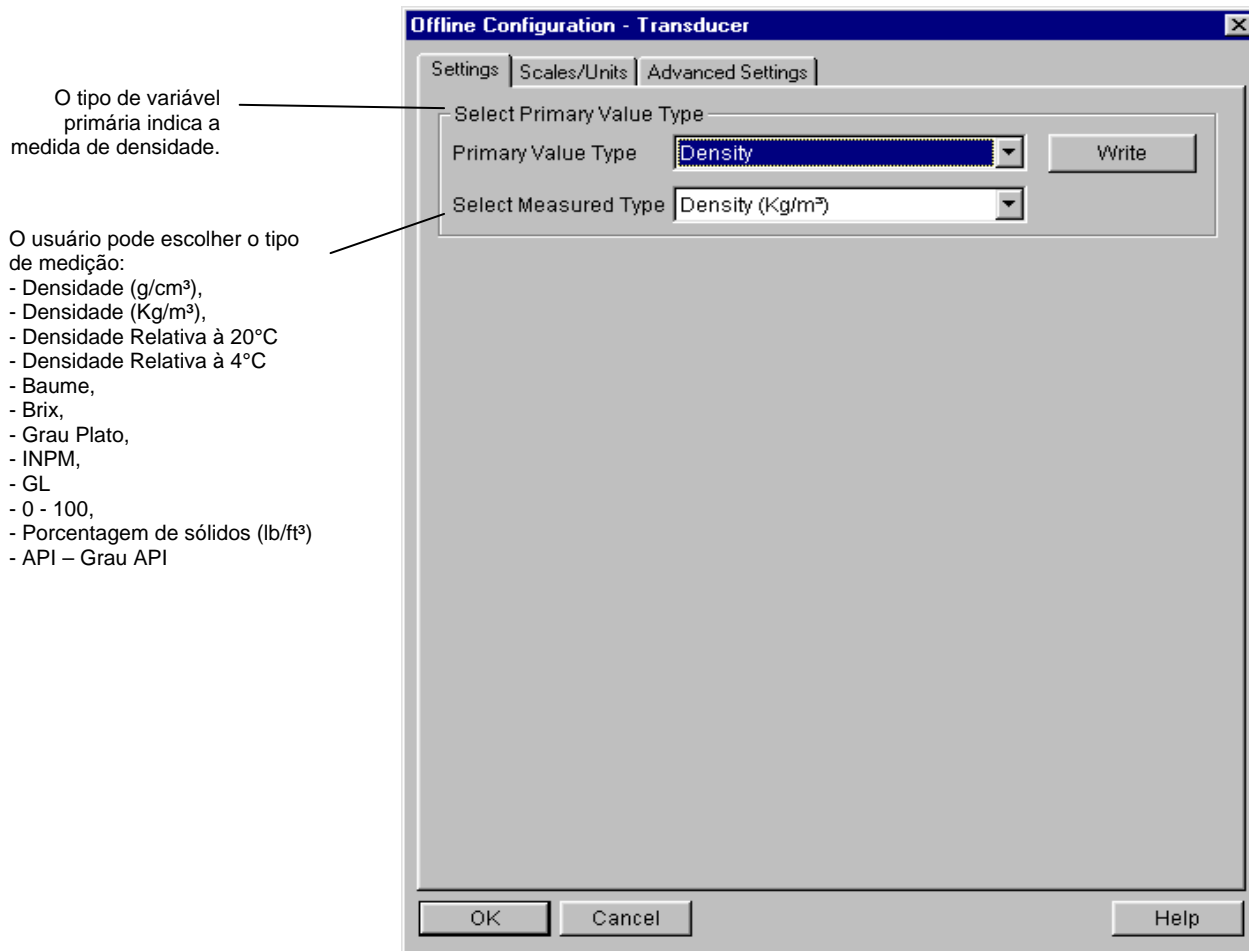 Offline Configuration - Transducer
Settings
Scales/Units
Advanced Settings
O tipo de variável
primária indica a
medida de densidade.
Select Primary Value Type
Primary Value Type
Density
Write
Select Measured Type
Density (Kg/m³)
O usuário pode escolher o tipo
de medição:
- Densidade (g/cm³),
- Densidade (Kg/m³),
- Densidade Relativa à 20°C
- Densidade Relativa à 4°C
- Baume,
- Brix,
- Grau Plato,
- INPM,
- GL
- 0 - 100,
- Porcentagem de sólidos (lb/ft³)
- API – Grau API
OK
Cancel
Help